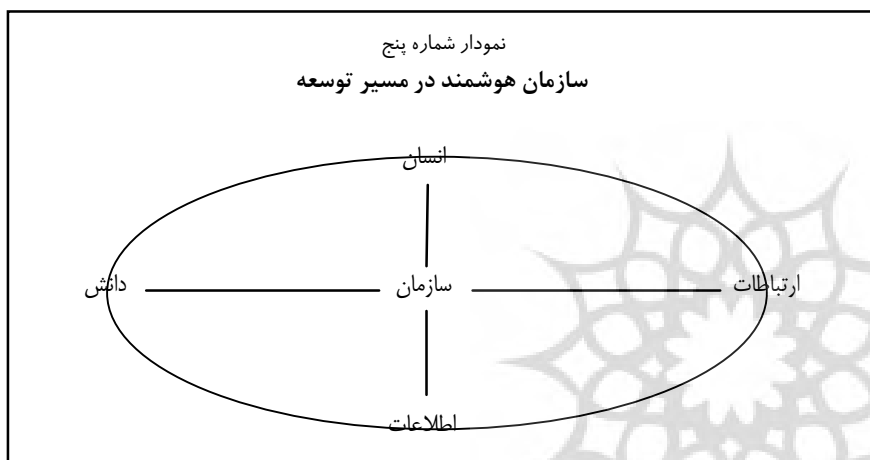 نمودار شماره پنج
سازمان هوشمند در مسیر توسعه
انسان
ارتباطات
سازمان
دانش
اطلاعات